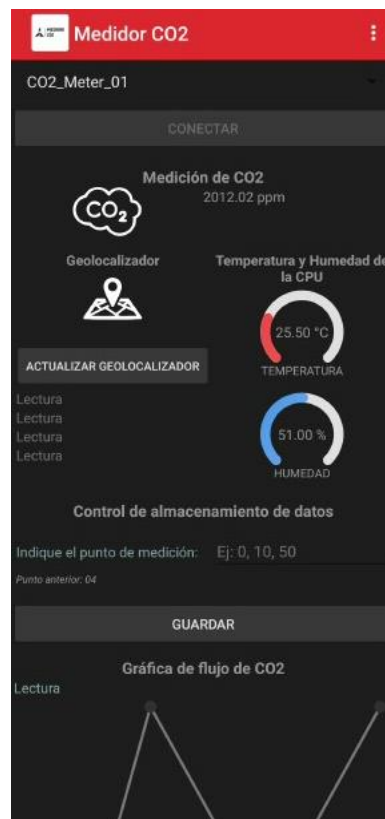 Medidor CO2
CO2_Meter_01
CONECTAR
Medición de CO2
2012.02 ppm
CO2
Geolocalizador
Temperatura y Humedad de
la CPU
25.50 °C
TEMPERATURA
ACTUALIZAR GEOLOCALIZADOR
Lectura
Lectura
Lectura
Lectura
51.00 %
HUMEDAD
Control de almacenamiento de datos
Indique el punto de medición: Ej: 0, 10, 50
Punto anterior: 04
GUARDAR
Gráfica de flujo de CO2
Lectura